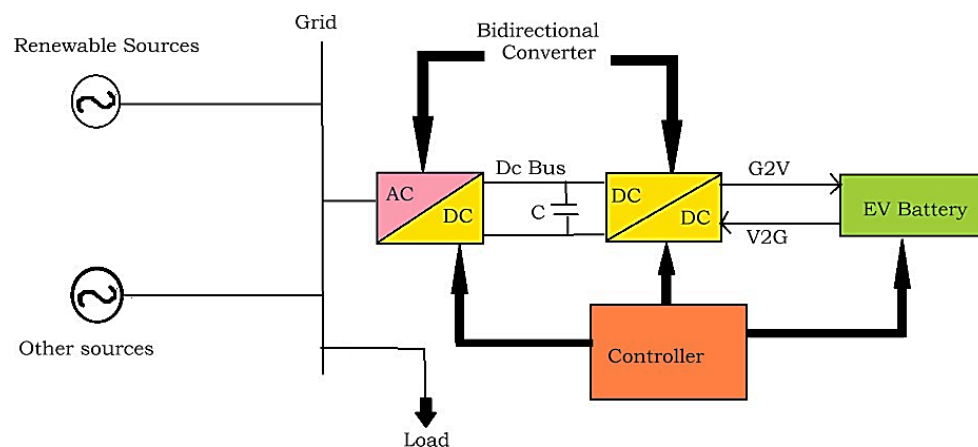 Grid
Bidirectional
Converter
Renewable Sources
Dc Bus
G2V
AC
DC
C
DC
DC
EV Battery
V2G
Other sources
Controller
Load